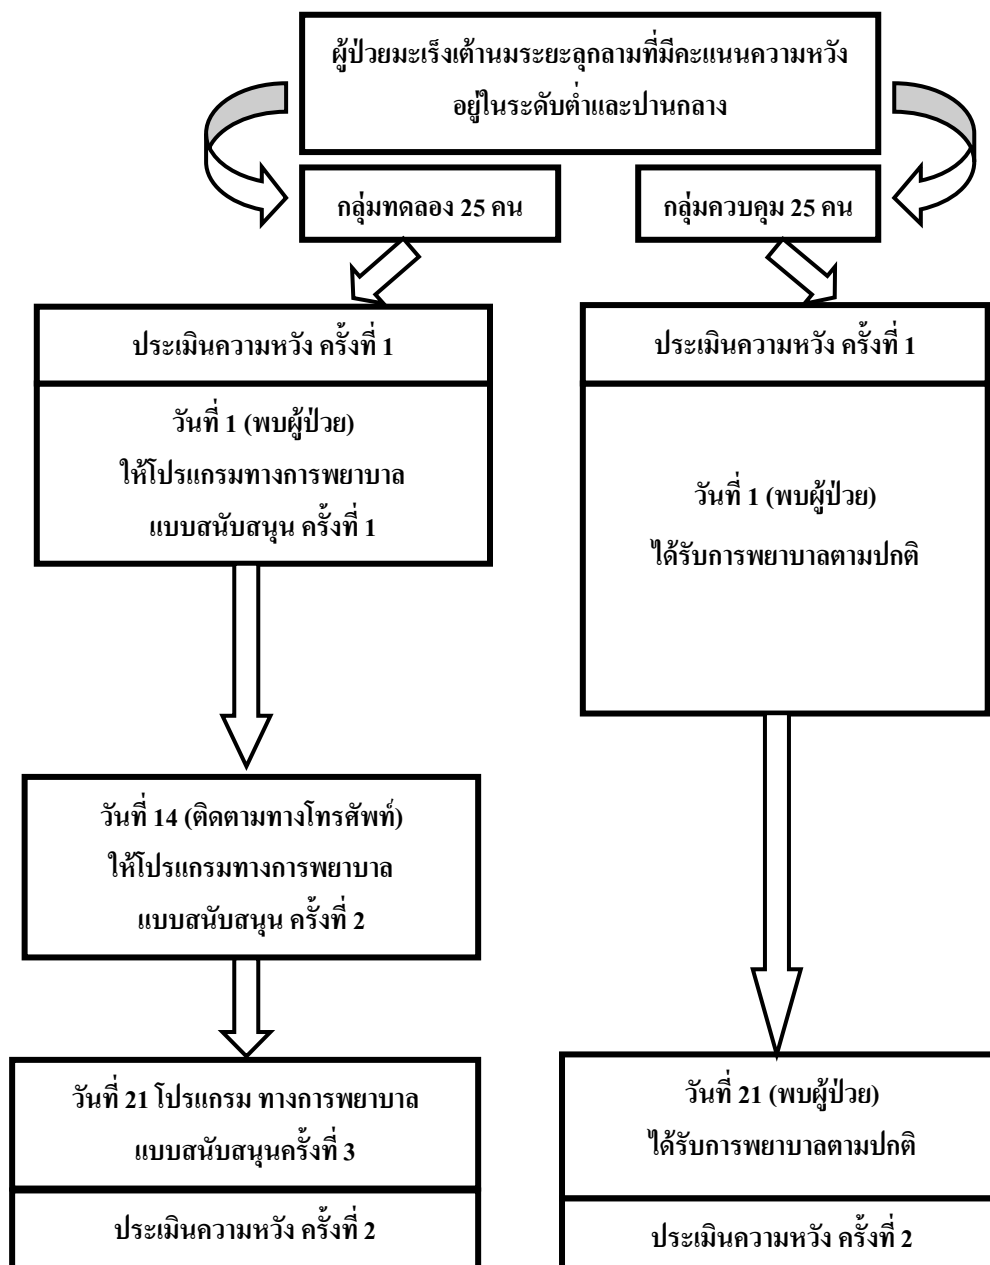 ผู้ป่วยมะเร็งเต้านมระยะลุกลามที่มีคะแนนความหวัง
อยู่ในระดับต่ำและปานกลาง
กลุ่มทดลอง 25 คน
กลุ่มควบคุม 25 คน
ประเมินความหวัง ครั้งที่ 1
วันที่ 1 (พบผู้ป่วย)
ให้โปรแกรมทางการพยาบาล
แบบสนับสนุน ครั้งที่ 1
ประเมินความหวัง ครั้งที่ 1
วันที่ 1 (พบผู้ป่วย)
ได้รับการพยาบาลตามปกติ
วันที่ 14 (ติดตามทางโทรศัพท์)
ให้โปรแกรมทางการพยาบาล
แบบสนับสนุน ครั้งที่ 2
วันที่ 21 โปรแกรม ทางการพยาบาล
แบบสนับสนุนครั้งที่ 3
ประเมินความหวัง ครั้งที่ 2
วันที่ 21 (พบผู้ป่วย)
ได้รับการพยาบาลตามปกติ
ประเมินความหวัง ครั้งที่ 2